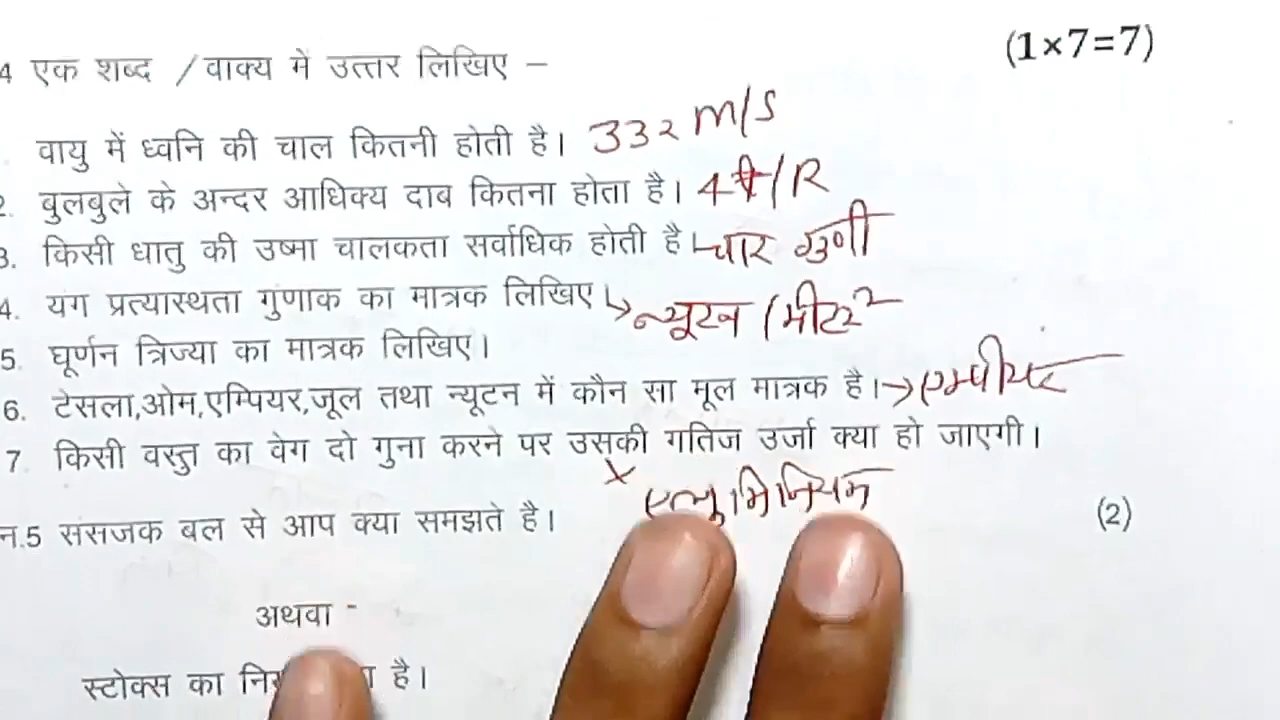 (1×7=7)
4 एक शब्द / वाक्य में उत्तर लिखिए –
वायु में ध्वनि की चाल कितनी होती है। 332 m/s
2. बुलबुले के अन्दर आधिक्य दाब कितना होता है। 4T/R
3. किसी धातु की उष्मा चालकता सर्वाधिक होती है। चार गुणी
4. यंग प्रत्यास्थता गुणांक का मात्रक लिखिए। → न्यूटन / मीटर²
5. घूर्णन त्रिज्या का मात्रक लिखिए।
6. टेसला,ओम,एम्पियर,जूल तथा न्यूटन में कौन सा मूल मात्रक है। → एम्पीयर
7. किसी वस्तु का वेग दो गुना करने पर उसकी गतिज उर्जा क्या हो जाएगी।
x एल्यूमिनियम
न.5 ससंजक बल से आप क्या समझते है। (2)
अथवा -
स्टोक्स का है।